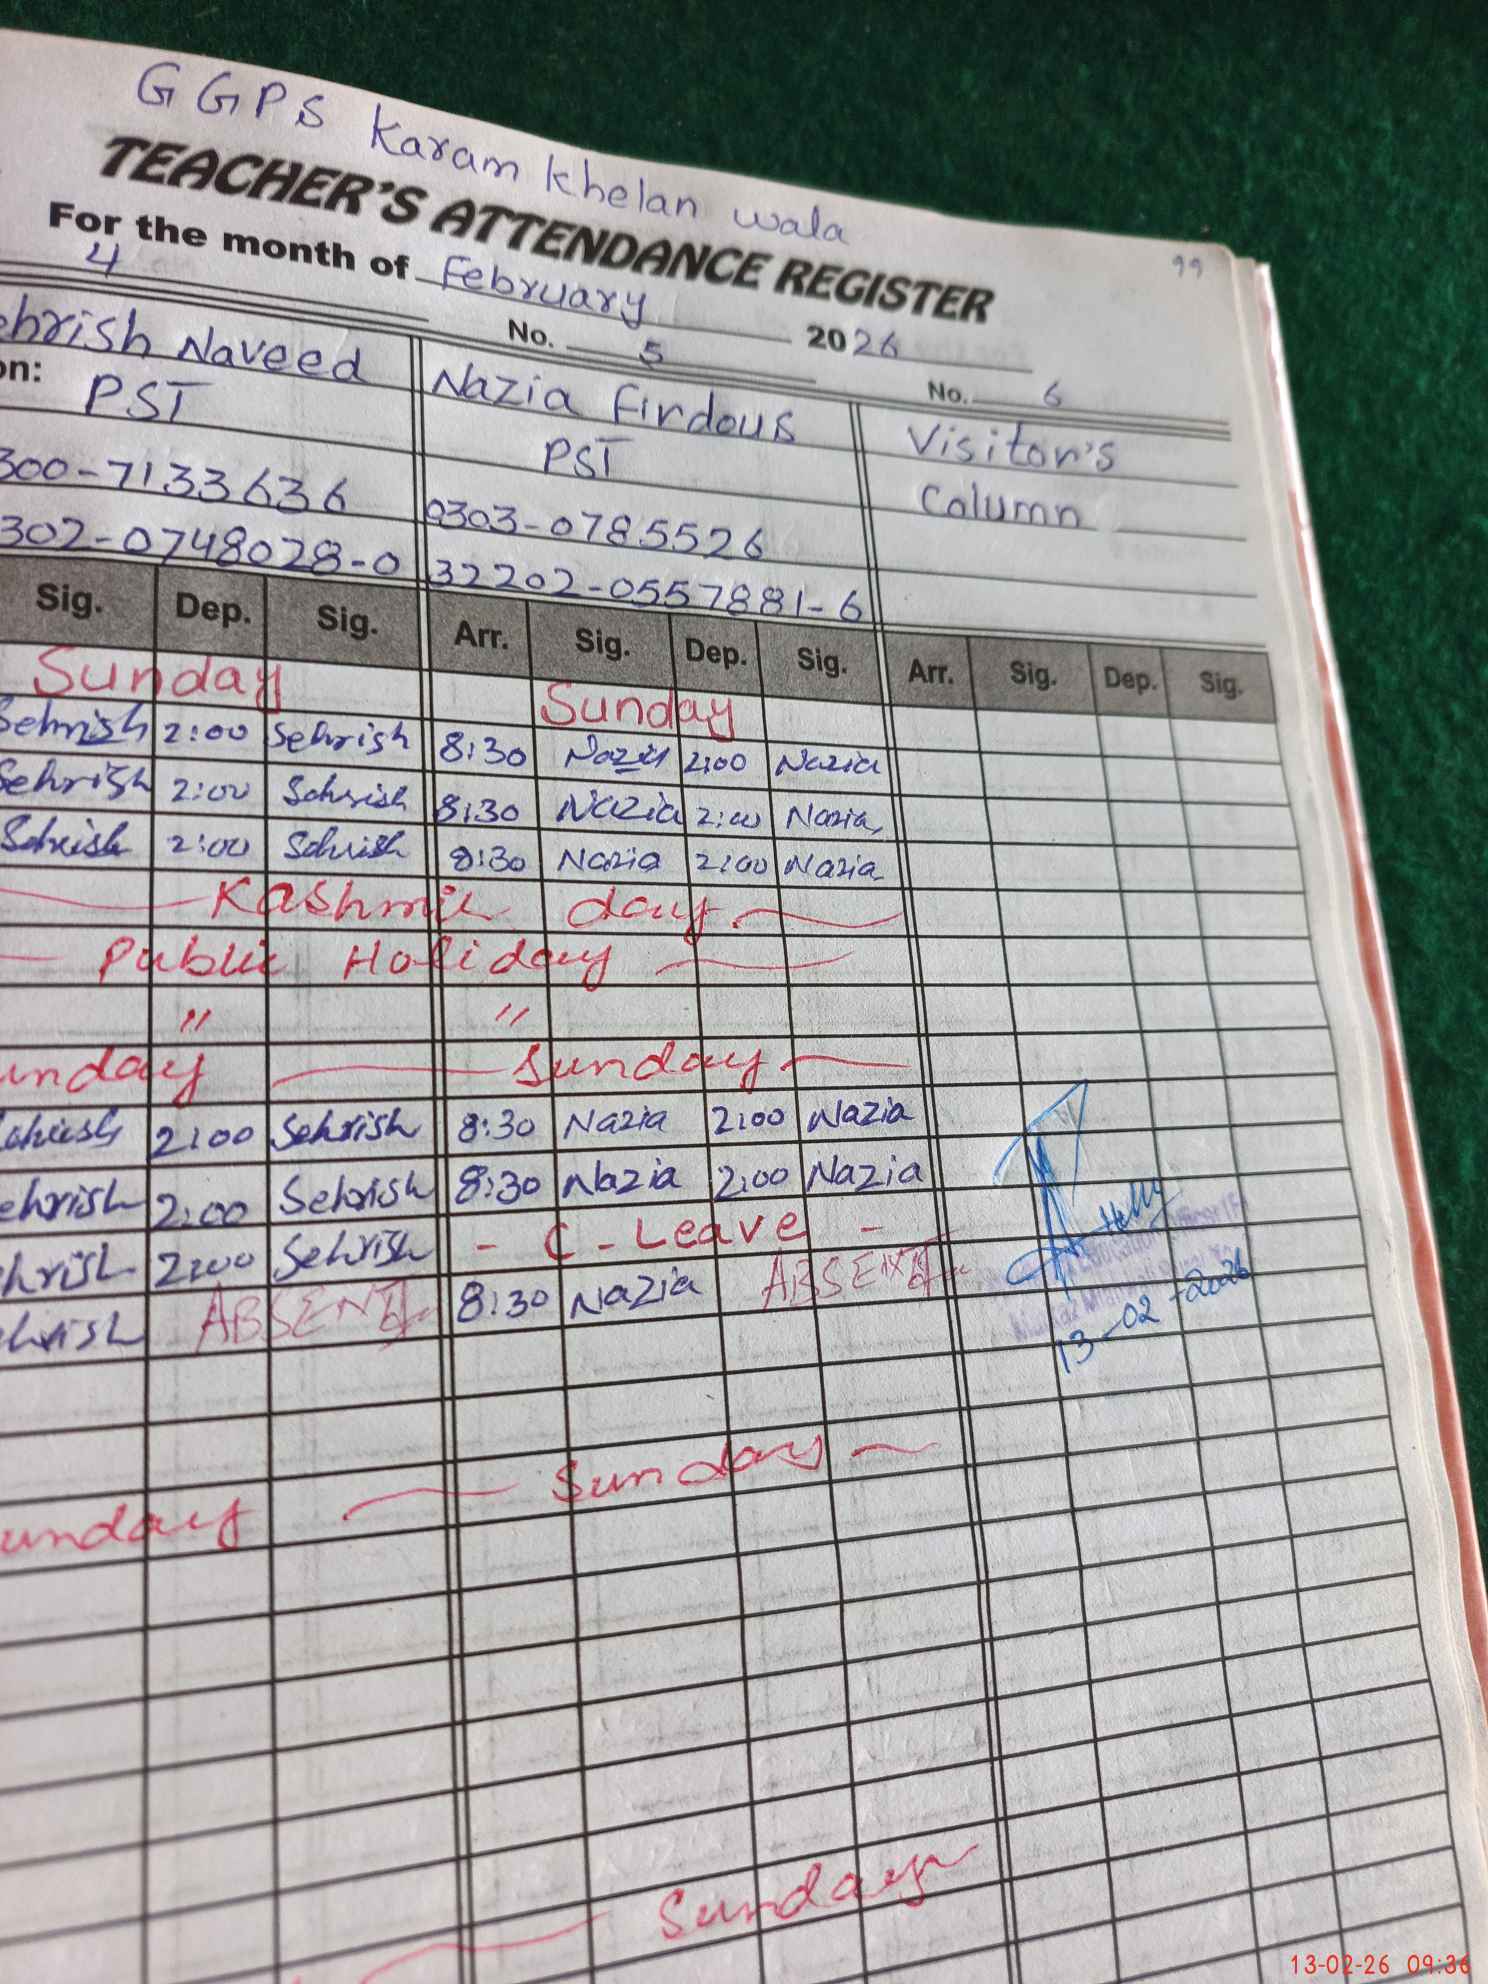 GGPS Karam Khelan wala
99
TEACHER'S ATTENDANCE REGISTER
For the month of February 2026
4 No. 5 No. 6
ehrish Naveed Nazia Firdous Visitor's
on: PST PST Column
300-7133636 0303-0785526
302-0748028-0 32202-0557881-6
Sig. Dep. Sig. Arr. Sig. Dep. Sig. Arr. Sig. Dep. Sig.
Sunday Sunday
Sehrish 2:00 Sehrish 8:30 Nazia 2:00 Nazia
Sehrish 2:00 Sehrish 8:30 Nazia 2:00 Nazia
Sehrish 2:00 Sehrish 8:30 Nazia 2:00 Nazia
Kashmir day
Public Holiday
" "
unday Sunday
ehrish 2:00 Sehrish 8:30 Nazia 2:00 Nazia
ehrish 2:00 Sehrish 8:30 Nazia 2:00 Nazia
hrish 2:00 Sehrish - C - Leave -
ehrish ABSENT 8:30 Nazia ABSENT
13-02-2026
unday Sunday
Sunday
13-02-26 09:36